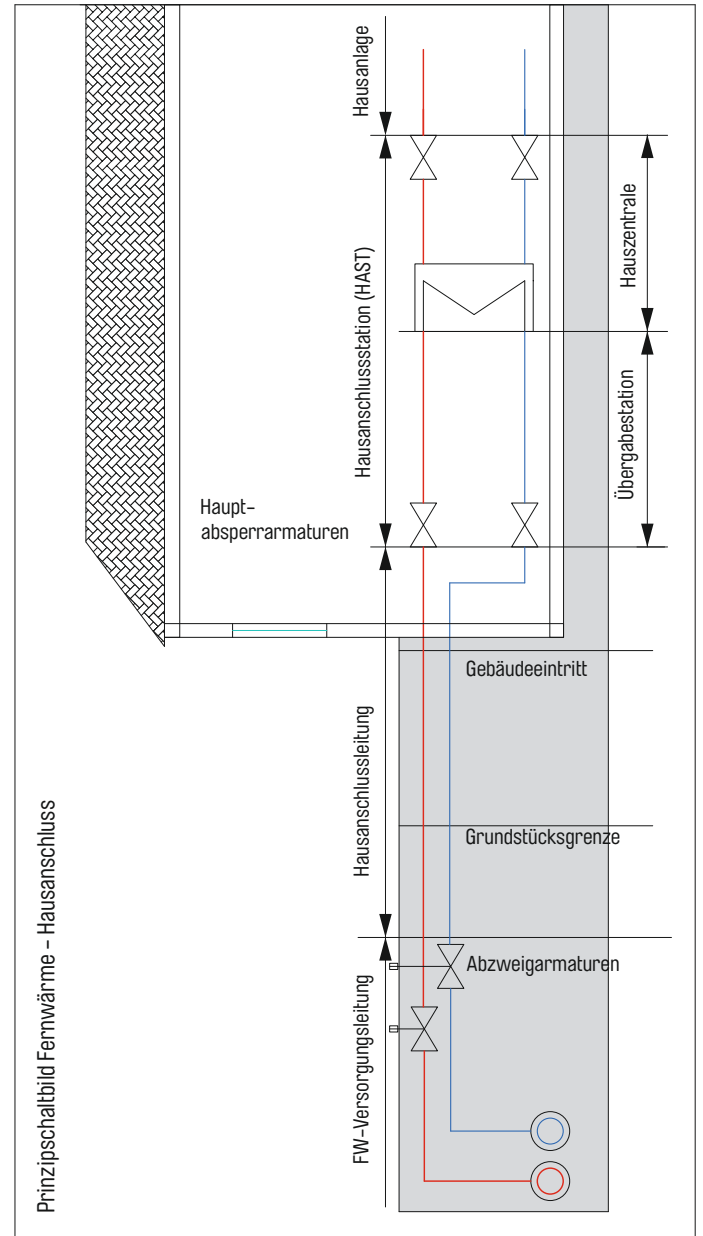 Prinzipschaltbild Fernwärme – Hausanschluss
Hausanlage
Hausanschlussstation (HAST)
Hauszentrale
Übergabestation
Haupt-
absperrarmaturen
Gebäudeeintritt
Hausanschlussleitung
Grundstücksgrenze
Abzweigarmaturen
FW-Versorgungsleitung